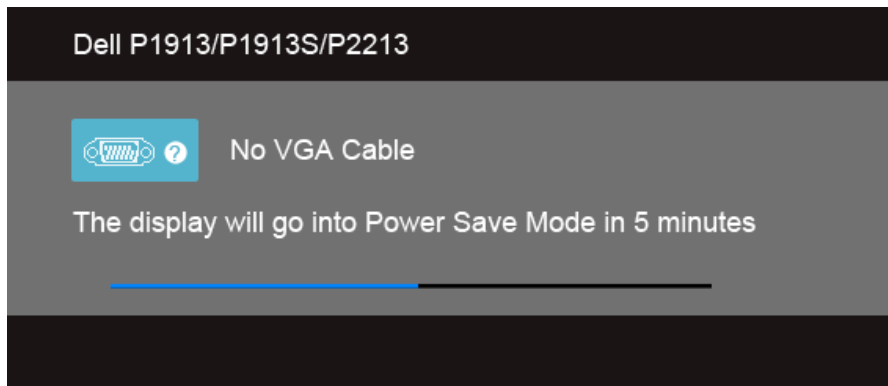 Dell P1913/P1913S/P2213
No VGA Cable
The display will go into Power Save Mode in 5 minutes